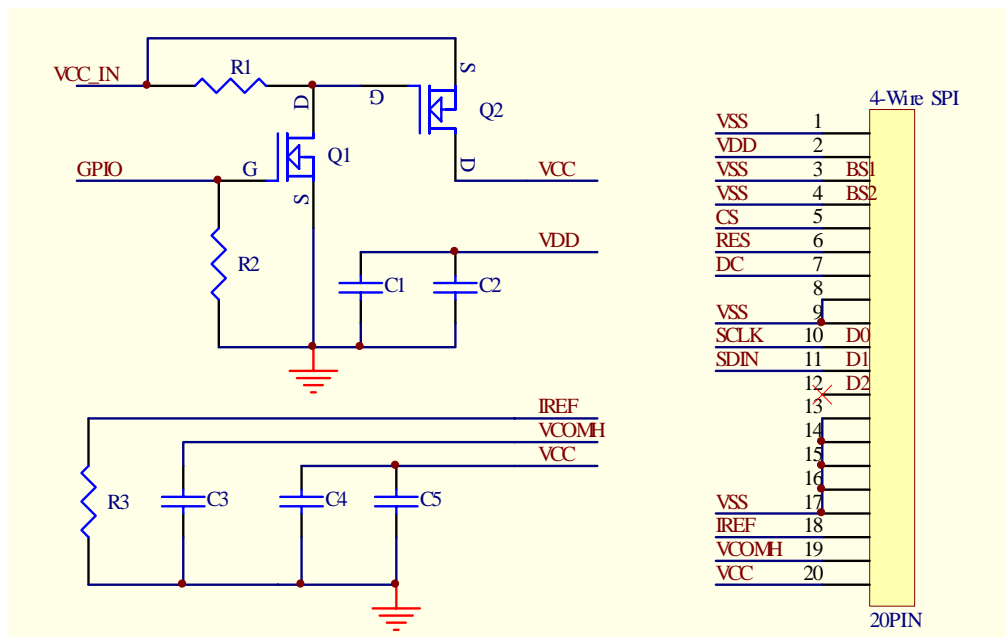 VCC_IN
R1
S
D
G
Q2
4-Wire SPI
Q1
GPIO
G
S
D
VCC
R2
VDD
C1
C2
IREF
VCOMH
VCC
R3
C3
C4
C5
VSS 1
VDD 2
VSS 3 BS1
VSS 4 BS2
CS 5
RES 6
DC 7
8
VSS 9
SCLK 10 D0
SDIN 11 D1
12 D2
13
14
15
16
VSS 17
IREF 18
VCOMH 19
VCC 20
20PIN